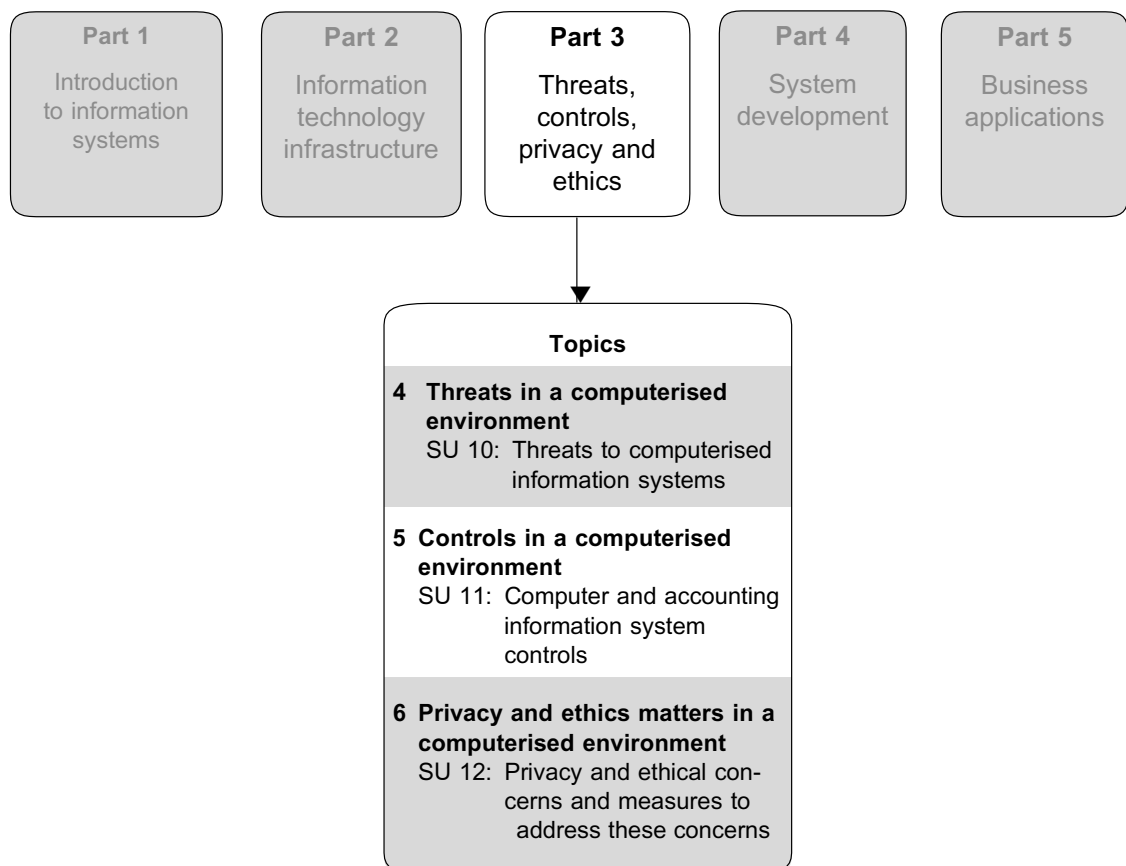 Part 1
Introduction
to information
systems
Part 2
Information
technology
infrastructure
Part 3
Threats,
controls,
privacy and
ethics
Part 4
System
development
Part 5
Business
applications
Topics
4 Threats in a computerised
environment
SU 10: Threats to computerised
information systems
5 Controls in a computerised
environment
SU 11: Computer and accounting
information system
controls
6 Privacy and ethics matters in a
computerised environment
SU 12: Privacy and ethical con-
cerns and measures to
address these concerns